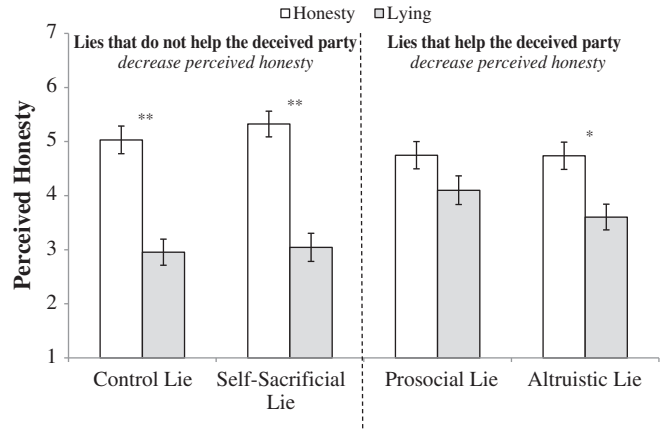 Honesty Lying
7
6
5
4
3
2
1
Perceived Honesty
Lies that do not help the deceived party
decrease perceived honesty
Lies that help the deceived party
decrease perceived honesty
**
**
*
Control Lie
Self-Sacrificial
Lie
Prosocial Lie
Altruistic Lie